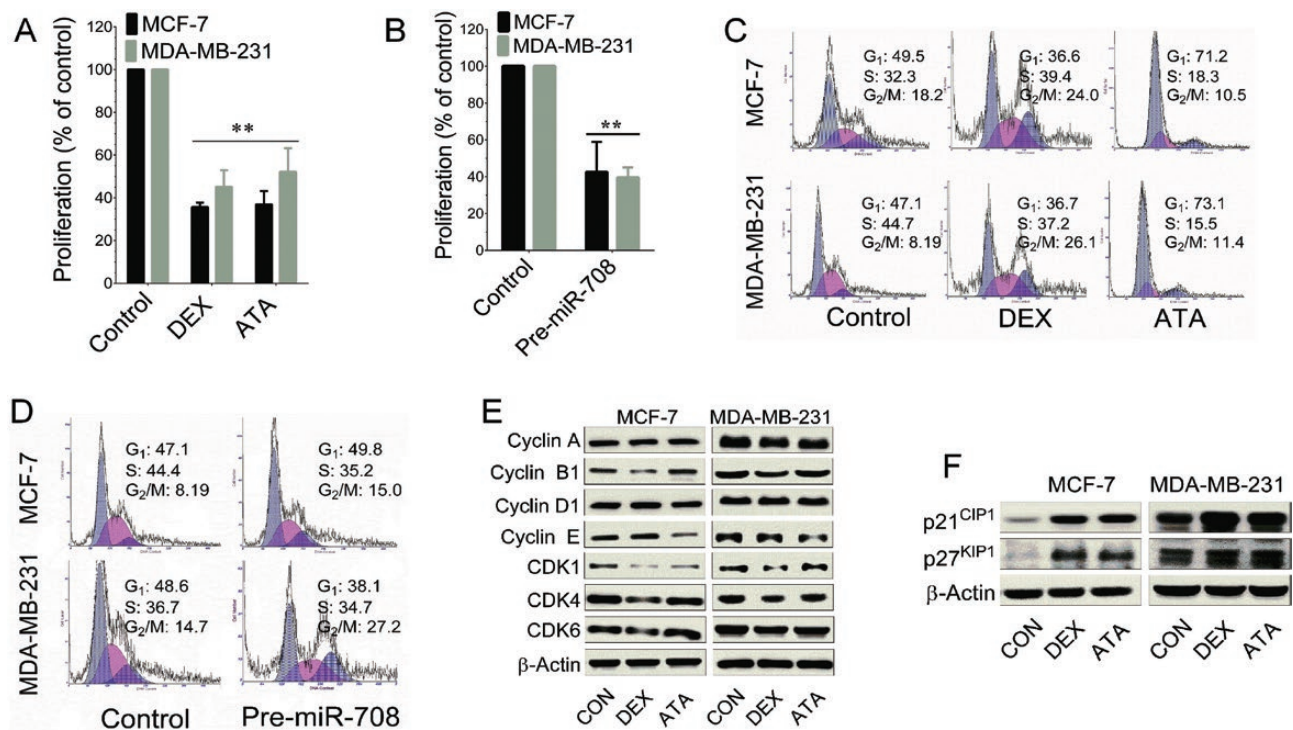 A
MCF-7
MDA-MB-231
Proliferation (% of control)
120
100
80
60
40
20
0
**
Control
DEX
ATA
B
MCF-7
MDA-MB-231
Proliferation (% of control)
120
100
80
60
40
20
0
**
Control
Pre-miR-708
C
MCF-7
G1: 49.5
S: 32.3
G2/M: 18.2
G1: 36.6
S: 39.4
G2/M: 24.0
G1: 71.2
S: 18.3
G2/M: 10.5
MDA-MB-231
G1: 47.1
S: 44.7
G2/M: 8.19
G1: 36.7
S: 37.2
G2/M: 26.1
G1: 73.1
S: 15.5
G2/M: 11.4
Control DEX ATA
D
MCF-7
G1: 47.1
S: 44.4
G2/M: 8.19
G1: 49.8
S: 35.2
G2/M: 15.0
MDA-MB-231
G1: 48.6
S: 36.7
G2/M: 14.7
G1: 38.1
S: 34.7
G2/M: 27.2
Control Pre-miR-708
E
MCF-7 MDA-MB-231
Cyclin A
Cyclin B1
Cyclin D1
Cyclin E
CDK1
CDK4
CDK6
β-Actin
CON DEX ATA CON DEX ATA
F
MCF-7 MDA-MB-231
p21CIP1
p27KIP1
β-Actin
CON DEX ATA CON DEX ATA